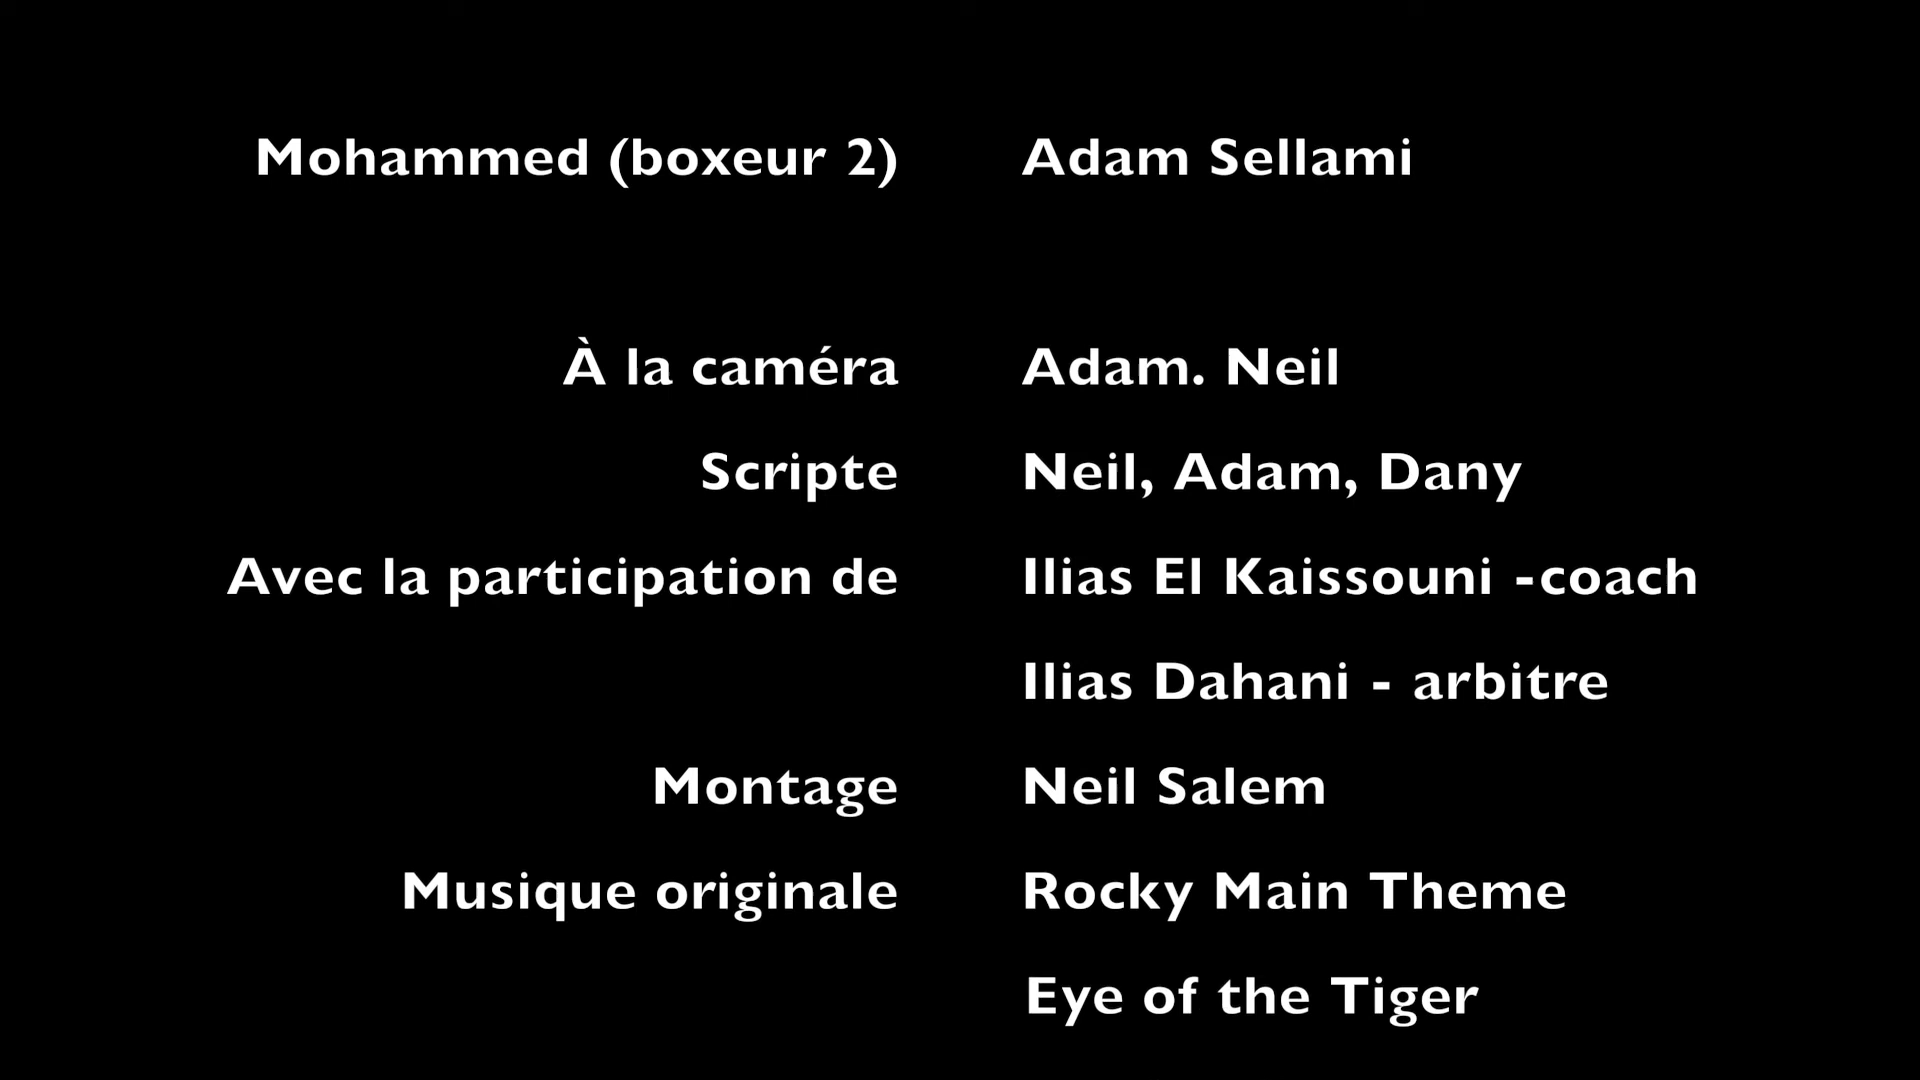 Mohammed (boxeur 2) Adam Sellami
À la caméra Adam. Neil
Scripte Neil, Adam, Dany
Avec la participation de Ilias El Kaissouni -coach
Ilias Dahani - arbitre
Montage Neil Salem
Musique originale Rocky Main Theme
Eye of the Tiger